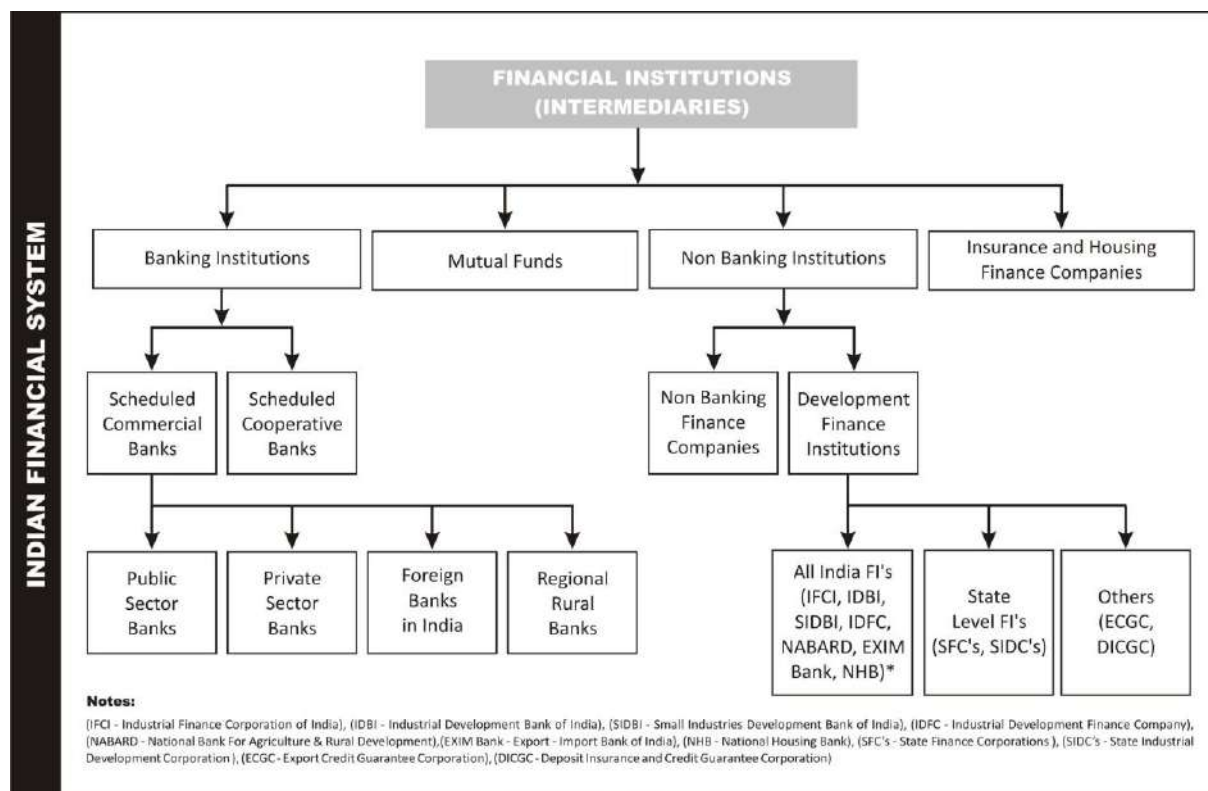 INDIAN FINANCIAL SYSTEM
FINANCIAL INSTITUTIONS
(INTERMEDIARIES)
Banking Institutions
Mutual Funds
Non Banking Institutions
Insurance and Housing
Finance Companies
Scheduled
Commercial
Banks
Scheduled
Cooperative
Banks
Non Banking
Finance
Companies
Development
Finance
Institutions
Public
Sector
Banks
Private
Sector
Banks
Foreign
Banks
in India
Regional
Rural
Banks
All India FI's
(IFCI, IDBI,
SIDBI, IDFC,
NABARD, EXIM
Bank, NHB)*
State
Level FI's
(SFC's, SIDC's)
Others
(ECGC,
DICGC)
Notes:
(IFCI - Industrial Finance Corporation of India), (IDBI - Industrial Development Bank of India), (SIDBI - Small Industries Development Bank of India), (IDFC - Industrial Development Finance Company),
(NABARD - National Bank For Agriculture & Rural Development),(EXIM Bank - Export - Import Bank of India), (NHB - National Housing Bank), (SFC's - State Finance Corporations ), (SIDC's - State Industrial
Development Corporation ), (ECGC - Export Credit Guarantee Corporation), (DICGC - Deposit Insurance and Credit Guarantee Corporation)